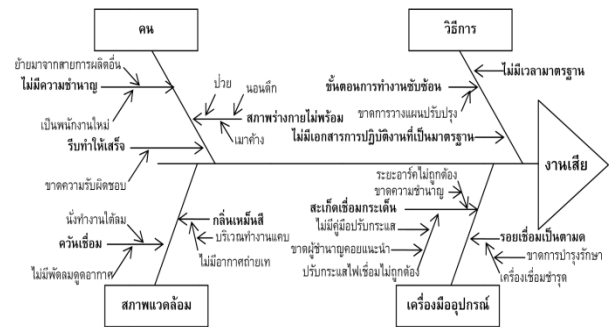 คน
วิธีการ
ย้ายมาจากสายการผลิตอื่น
ไม่มีความชำนาญ
เป็นพนักงานใหม่
ป่วย
นอนดึก
สภาพร่างกายไม่พร้อม
เมาค้าง
รีบทำให้เสร็จ
ขาดความรับผิดชอบ
ไม่มีเวลามาตรฐาน
ขั้นตอนการทำงานซับซ้อน
ขาดการวางแผนปรับปรุง
ไม่มีเอกสารการปฏิบัติงานที่เป็นมาตรฐาน
งานเสีย
นั่งทำงานใต้ลม
ควันเชื่อม
ไม่มีพัดลมดูดอากาศ
กลิ่นเหม็นสี
บริเวณทำงานแคบ
ไม่มีอากาศถ่ายเท
ระยะอาร์คไม่ถูกต้อง
ขาดความชำนาญ
สะเก็ดเชื่อมกระเด็น
ไม่มีคู่มือปรับกระแส
ขาดผู้ชำนาญคอยแนะนำ
ปรับกระแสไฟเชื่อมไม่ถูกต้อง
รอยเชื่อมเป็นตามด
ขาดการบำรุงรักษา
เครื่องเชื่อมชำรุด
สภาพแวดล้อม
เครื่องมืออุปกรณ์